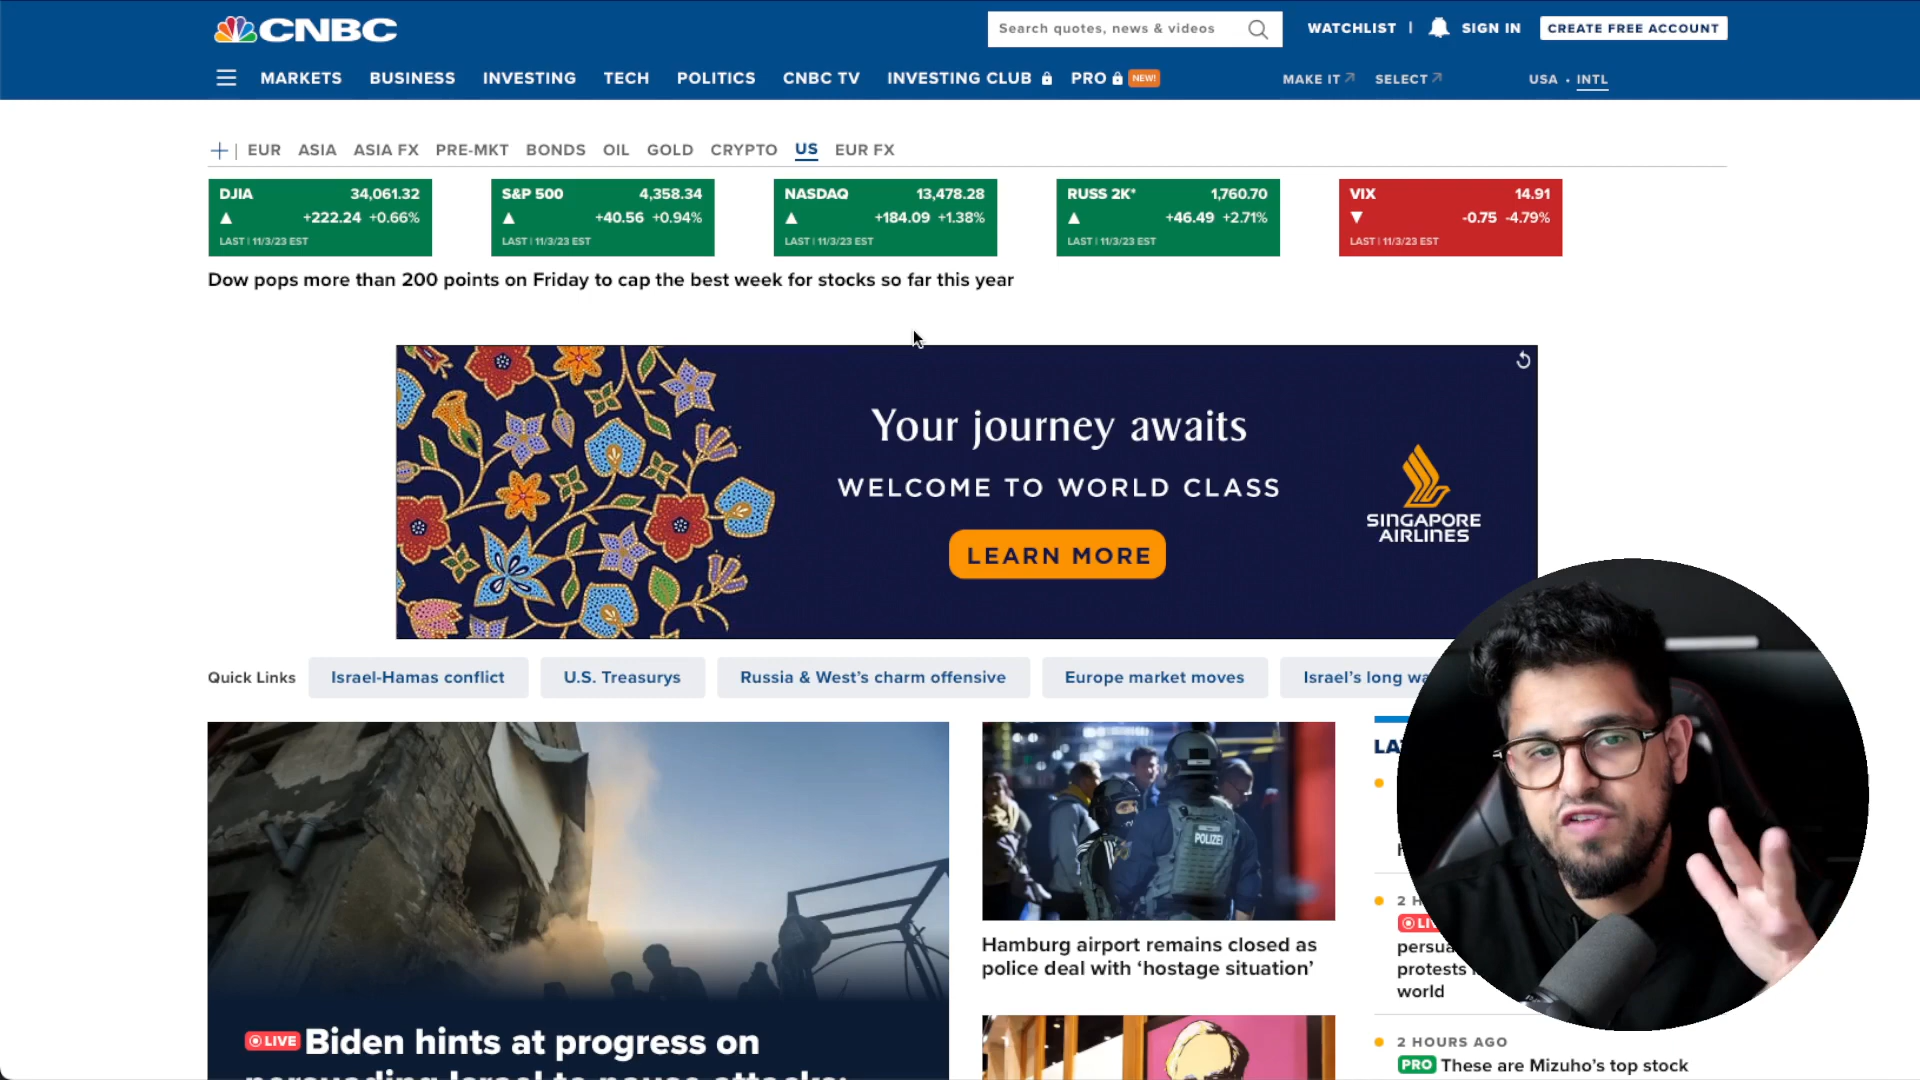 CNBC
Search quotes, news & videos
WATCHLIST |
SIGN IN
CREATE FREE ACCOUNT
MARKETS
BUSINESS
INVESTING
TECH
POLITICS
CNBC TV
INVESTING CLUB
PRO
NEW!
MAKE IT
SELECT
USA • INTL
EUR
ASIA
ASIA FX
PRE-MKT
BONDS
OIL
GOLD
CRYPTO
US
EUR FX
DJIA 34,061.32
+222.24 +0.66%
LAST | 11/3/23 EST
S&P 500 4,358.34
+40.56 +0.94%
LAST | 11/3/23 EST
NASDAQ 13,478.28
+184.09 +1.38%
LAST | 11/3/23 EST
RUSS 2K* 1,760.70
+46.49 +2.71%
LAST | 11/3/23 EST
VIX 14.91
-0.75 -4.79%
LAST | 11/3/23 EST
Dow pops more than 200 points on Friday to cap the best week for stocks so far this year
Your journey awaits
WELCOME TO WORLD CLASS
LEARN MORE
SINGAPORE
AIRLINES
Quick Links
Israel-Hamas conflict
U.S. Treasurys
Russia & West's charm offensive
Europe market moves
Israel's long
POLIZEI
Hamburg airport remains closed as
police deal with ‘hostage situation’
LIVE Biden hints at progress on
persuading Israel to pause attacks;
protests
world
2 HOURS AGO
PRO These are Mizuho's top stock